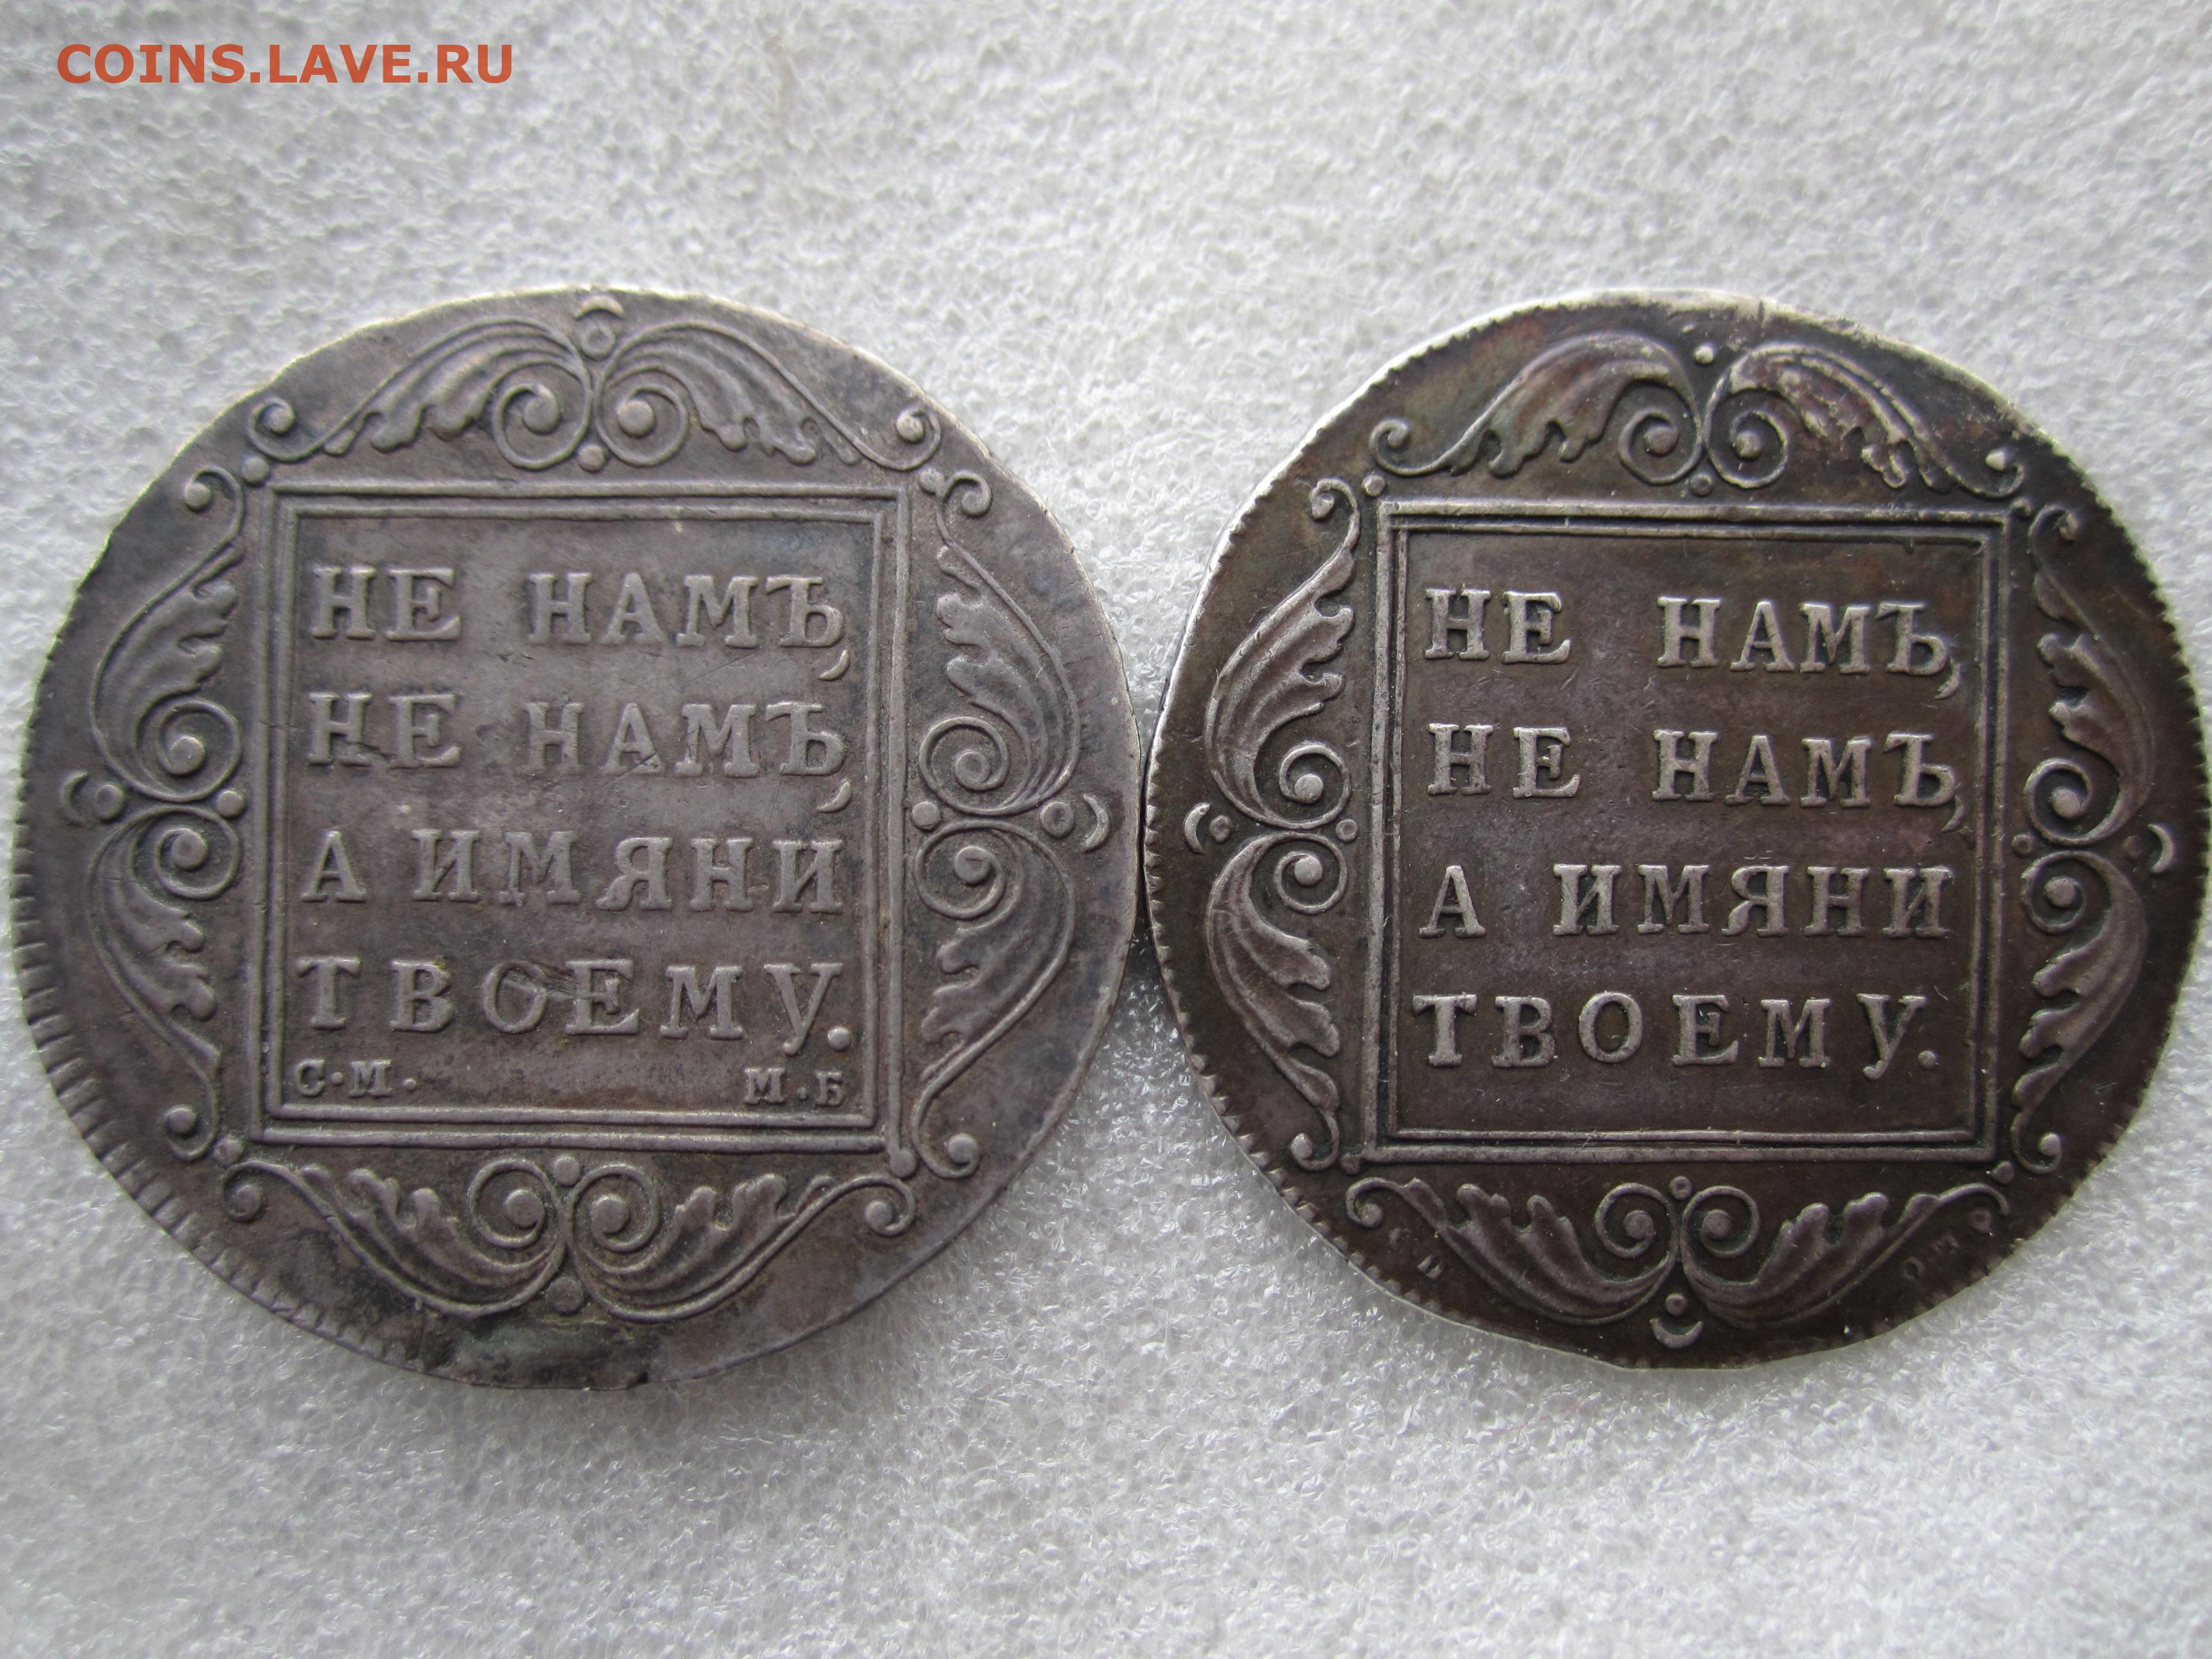 COINS.LAVE.RU
НЕ НАМЪ,
НЕ НАМЪ,
А ИМЯНИ
ТВОЕМУ.
С·М· М·Б
НЕ НАМЪ,
НЕ НАМЪ,
А ИМЯНИ
ТВОЕМУ.